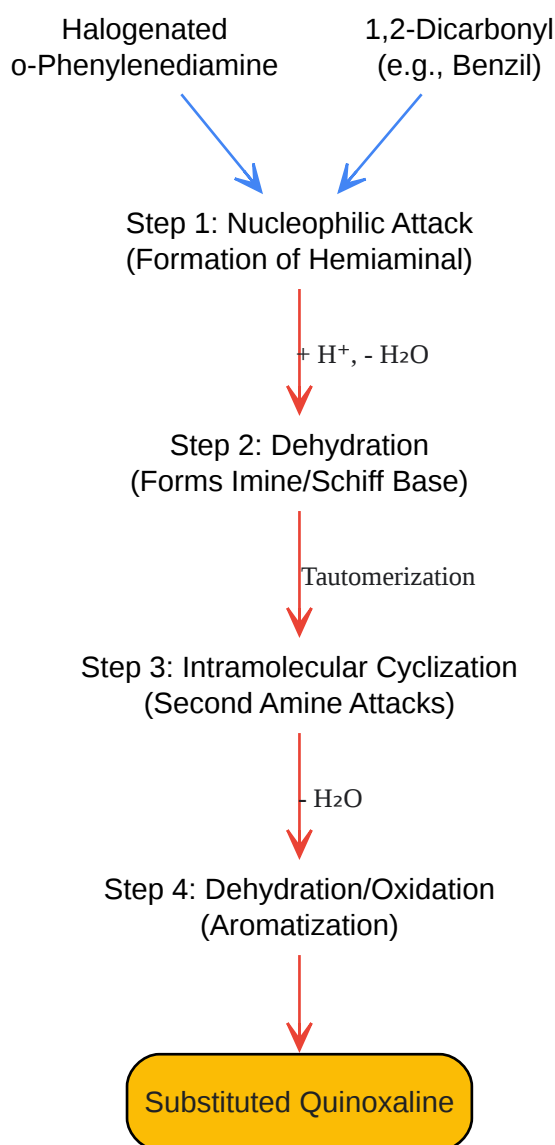 Halogenated
o-Phenylenediamine
1,2-Dicarbonyl
(e.g., Benzil)
Step 1: Nucleophilic Attack
(Formation of Hemiaminal)
+ H⁺, - H₂O
Step 2: Dehydration
(Forms Imine/Schiff Base)
Tautomerization
Step 3: Intramolecular Cyclization
(Second Amine Attacks)
- H₂O
Step 4: Dehydration/Oxidation
(Aromatization)
Substituted Quinoxaline